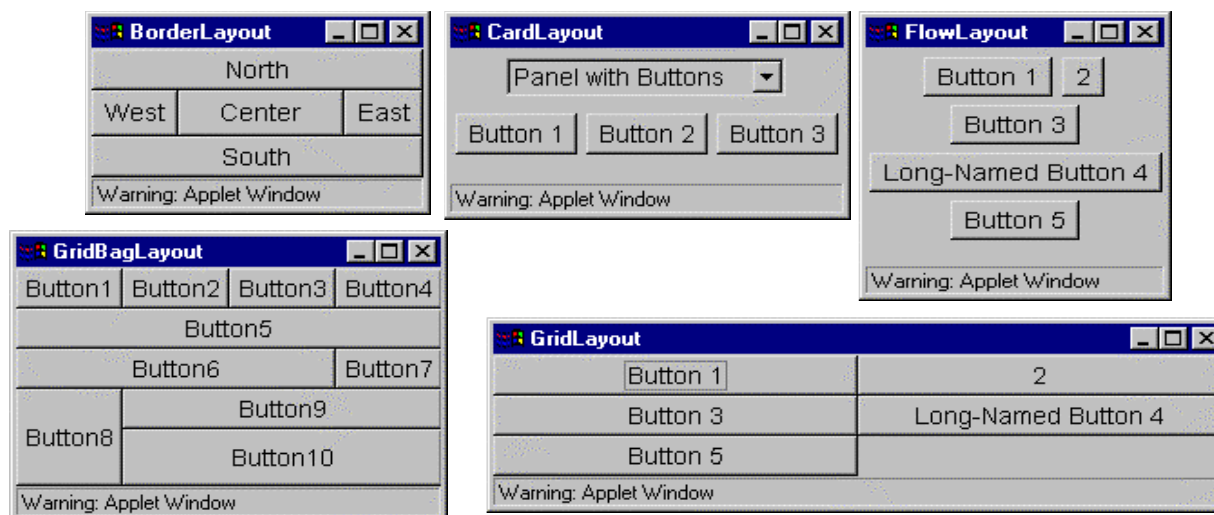 BorderLayout
North
West Center East
South
Warning: Applet Window
CardLayout
Panel with Buttons
Button 1 Button 2 Button 3
Warning: Applet Window
FlowLayout
Button 1 2
Button 3
Long-Named Button 4
Button 5
Warning: Applet Window
GridBagLayout
Button1 Button2 Button3 Button4
Button5
Button6 Button7
Button8 Button9
Button10
Warning: Applet Window
GridLayout
Button 1 2
Button 3 Long-Named Button 4
Button 5
Warning: Applet Window